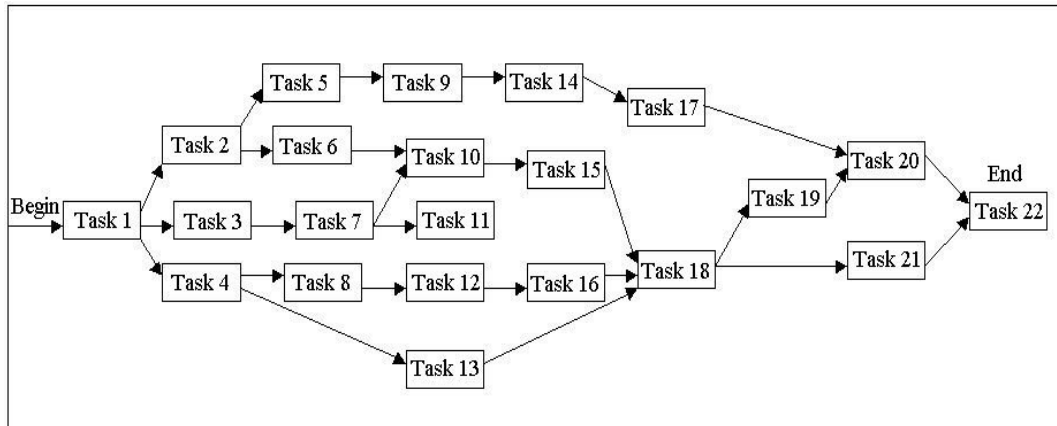 Task 5
Task 9
Task 14
Task 17
Task 2
Task 6
Task 10
Task 15
Task 20
Begin
Task 1
Task 3
Task 7
Task 11
Task 19
End
Task 22
Task 4
Task 8
Task 12
Task 16
Task 18
Task 21
Task 13